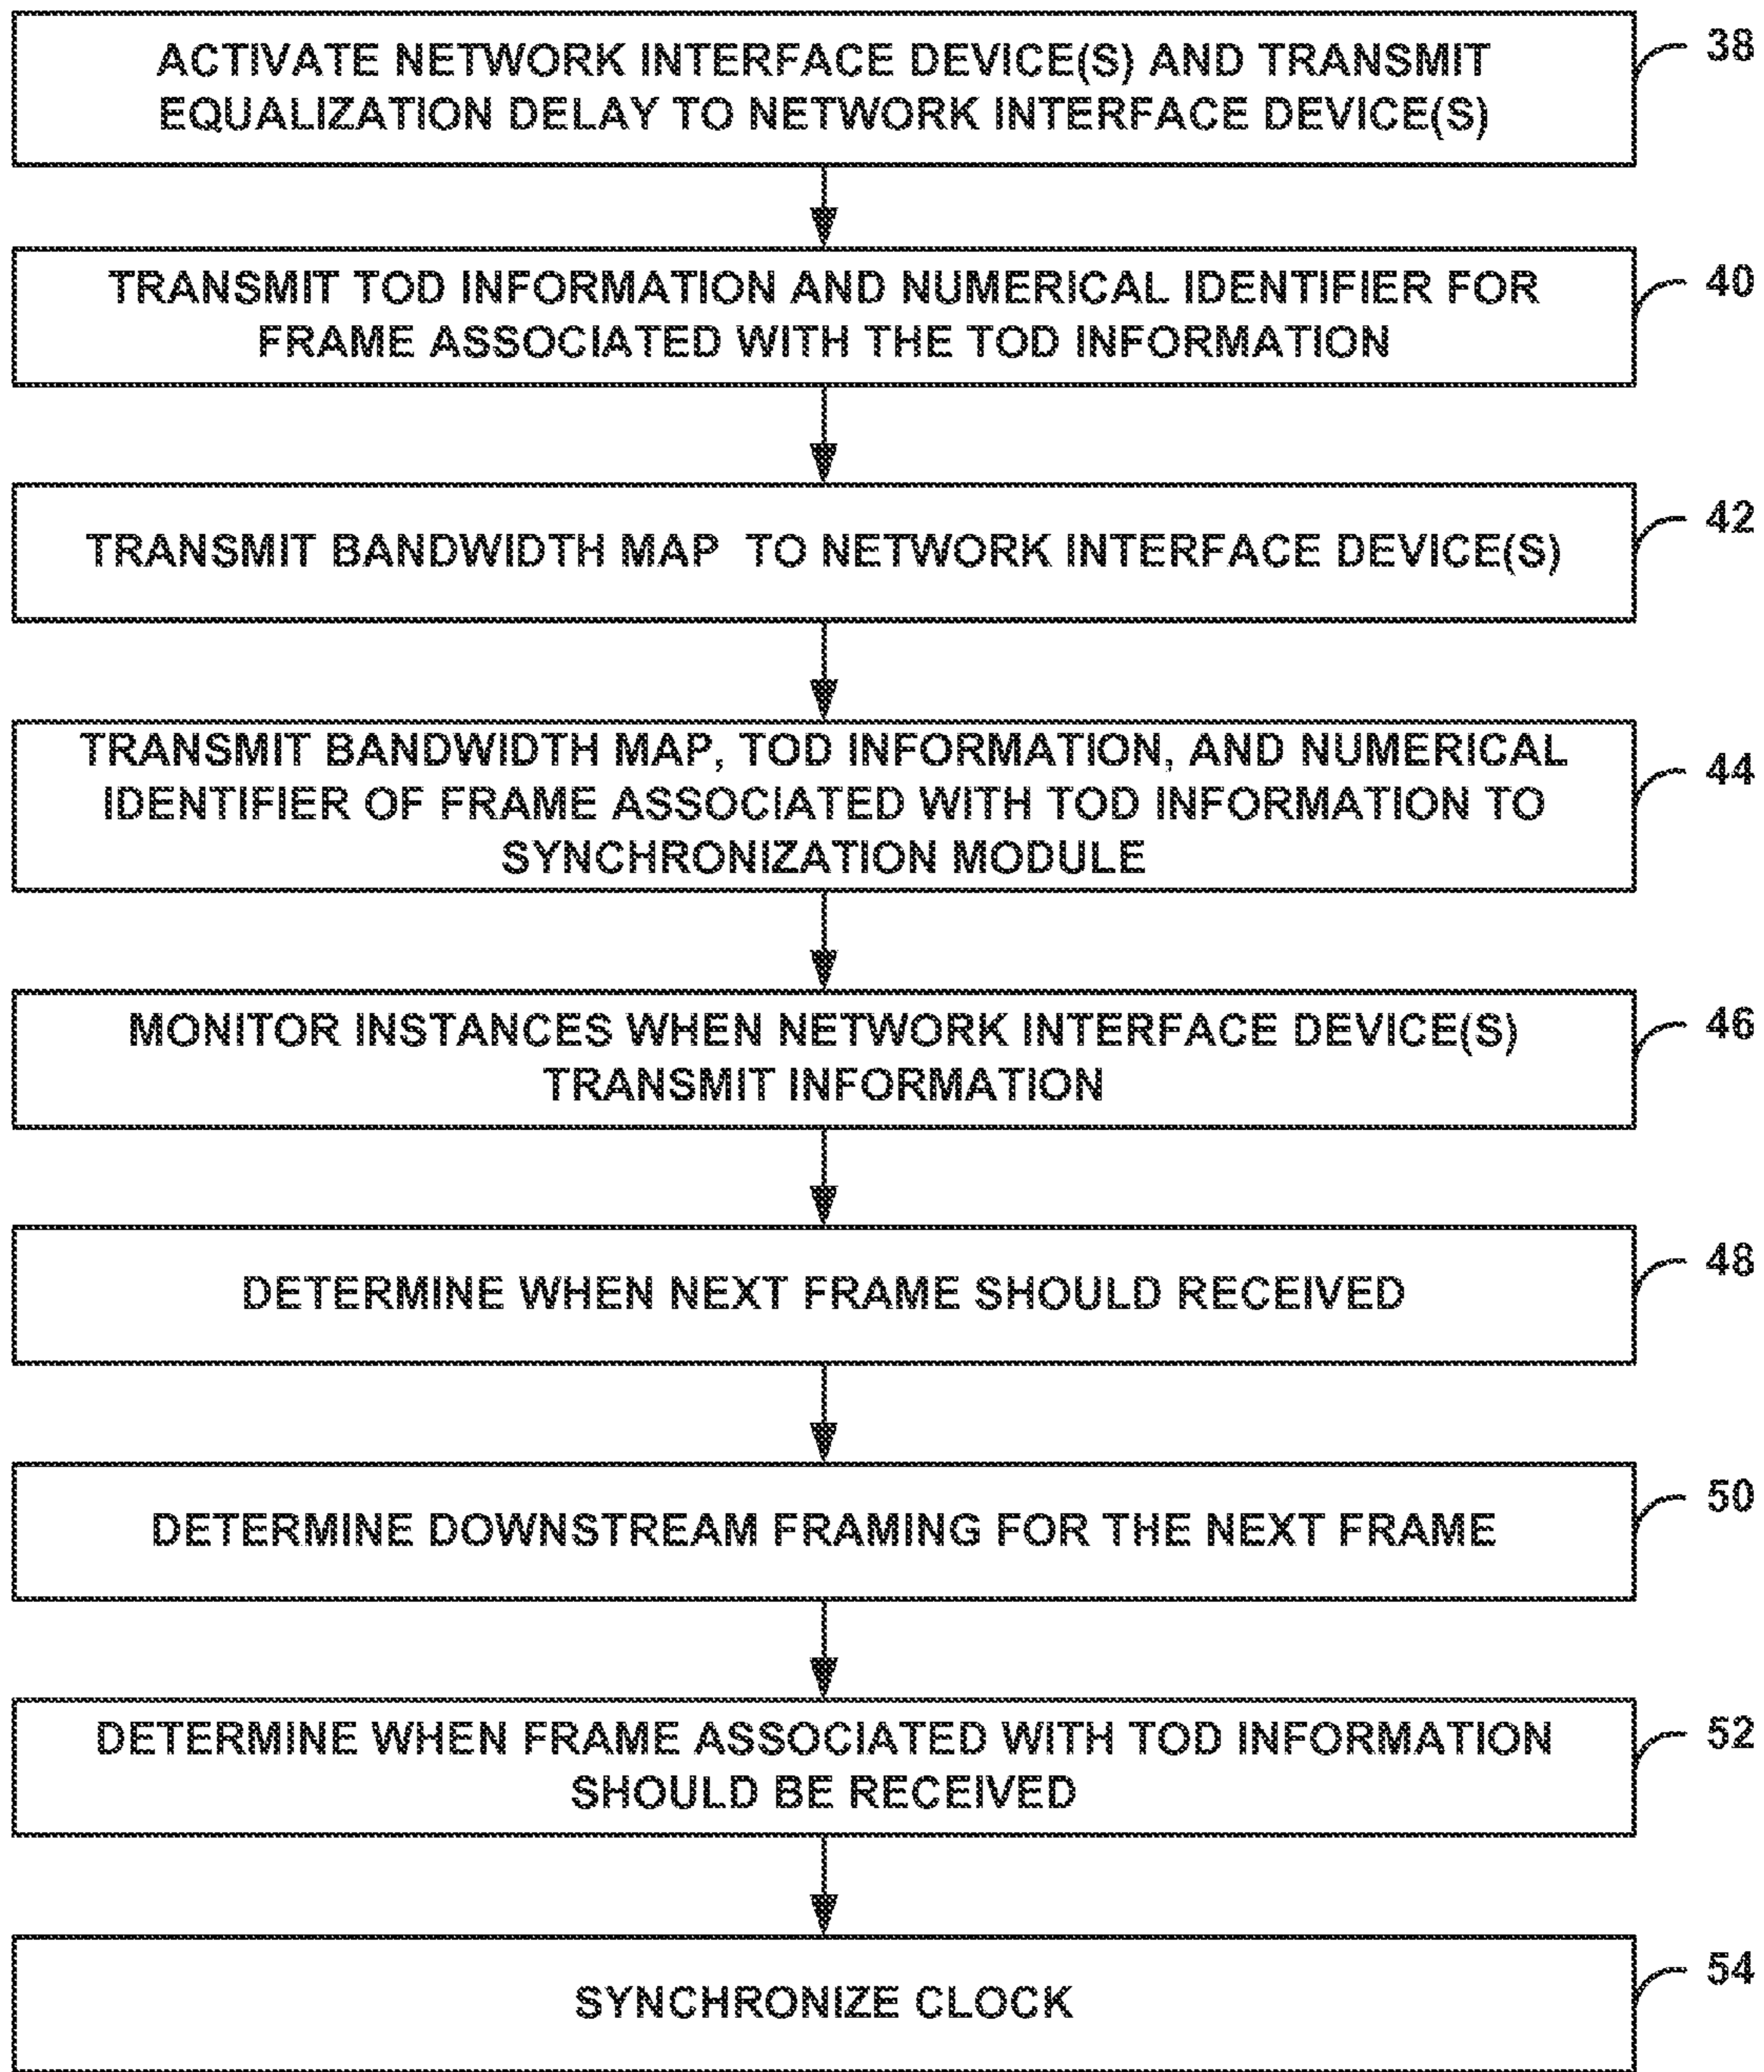 ACTIVATE NETWORK INTERFACE DEVICE(S) AND TRANSMIT
EQUALIZATION DELAY TO NETWORK INTERFACE DEVICE(S)
38
TRANSMIT TOD INFORMATION AND NUMERICAL IDENTIFIER FOR
FRAME ASSOCIATED WITH THE TOD INFORMATION
40
TRANSMIT BANDWIDTH MAP TO NETWORK INTERFACE DEVICE(S)
42
TRANSMIT BANDWIDTH MAP, TOD INFORMATION, AND NUMERICAL
IDENTIFIER OF FRAME ASSOCIATED WITH TOD INFORMATION TO
SYNCHRONIZATION MODULE
44
MONITOR INSTANCES WHEN NETWORK INTERFACE DEVICE(S)
TRANSMIT INFORMATION
46
DETERMINE WHEN NEXT FRAME SHOULD RECEIVED
48
DETERMINE DOWNSTREAM FRAMING FOR THE NEXT FRAME
50
DETERMINE WHEN FRAME ASSOCIATED WITH TOD INFORMATION
SHOULD BE RECEIVED
52
SYNCHRONIZE CLOCK
54